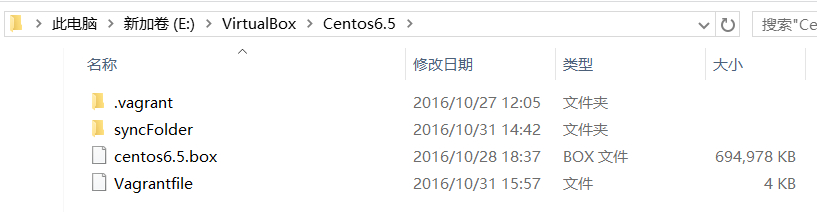 此电脑 新加卷 (E:) VirtualBox Centos6.5 搜索"Ce
名称 修改日期 类型 大小
.vagrant 2016/10/27 12:05 文件夹
syncFolder 2016/10/31 14:42 文件夹
centos6.5.box 2016/10/28 18:37 BOX 文件 694,978 KB
Vagrantfile 2016/10/31 15:57 文件 4 KB